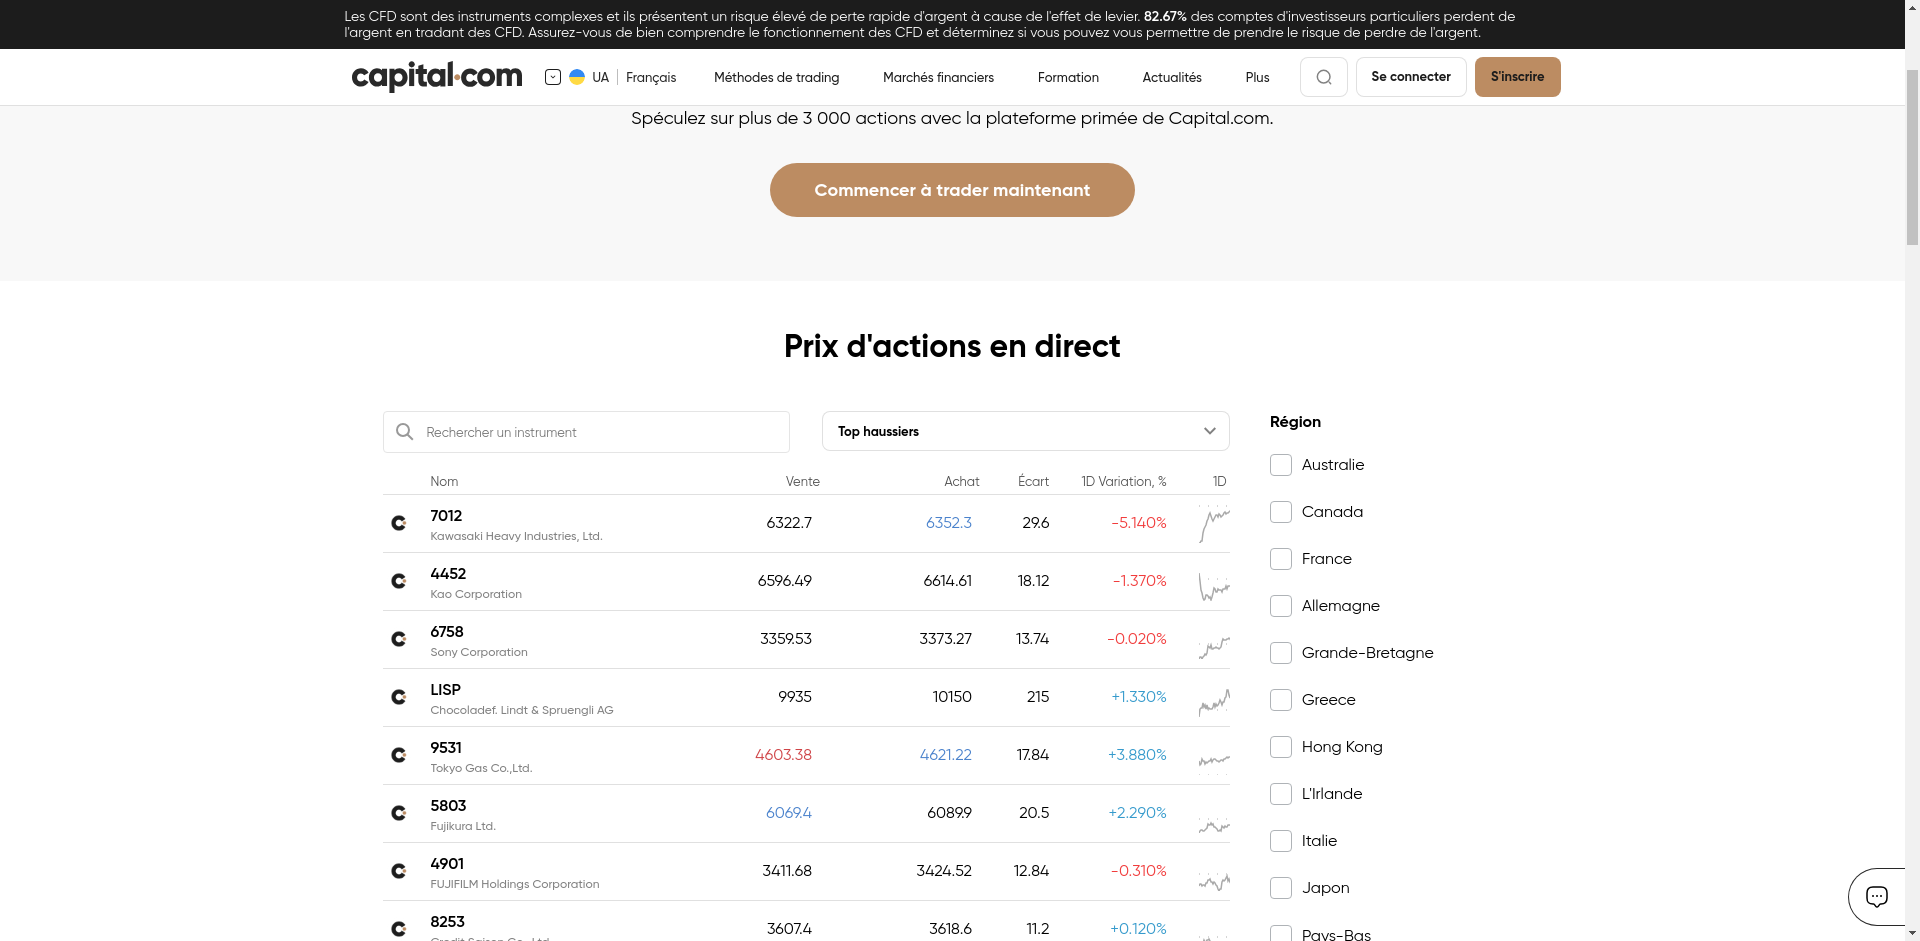 Les CFD sont des instruments complexes et ils présentent un risque élevé de perte rapide d'argent à cause de l'effet de levier. 82.67% des comptes d'investisseurs particuliers perdent de
l'argent en tradant des CFD. Assurez-vous de bien comprendre le fonctionnement des CFD et déterminez si vous pouvez vous permettre de prendre le risque de perdre de l'argent.
capital.com UA Français Méthodes de trading Marchés financiers Formation Actualités Plus Se connecter S'inscrire
Spéculez sur plus de 3 000 actions avec la plateforme primée de Capital.com.
Commencer à trader maintenant
Prix d'actions en direct
Rechercher un instrument
Top haussiers
Nom Vente Achat Écart 1D Variation, % 1D
7012 6322.7 6352.3 29.6 -5.140%
Kawasaki Heavy Industries, Ltd.
4452 6596.49 6614.61 18.12 -1.370%
Kao Corporation
6758 3359.53 3373.27 13.74 -0.020%
Sony Corporation
LISP 9935 10150 215 +1.330%
Chocoladef. Lindt & Spruengli AG
9531 4603.38 4621.22 17.84 +3.880%
Tokyo Gas Co.,Ltd.
5803 6069.4 6089.9 20.5 +2.290%
Fujikura Ltd.
4901 3411.68 3424.52 12.84 -0.310%
FUJIFILM Holdings Corporation
8253 3607.4 3618.6 11.2 +0.120%
Credit Saison Co., Ltd.
Région
Australie
Canada
France
Allemagne
Grande-Bretagne
Greece
Hong Kong
L'Irlande
Italie
Japon
Pays-Bas